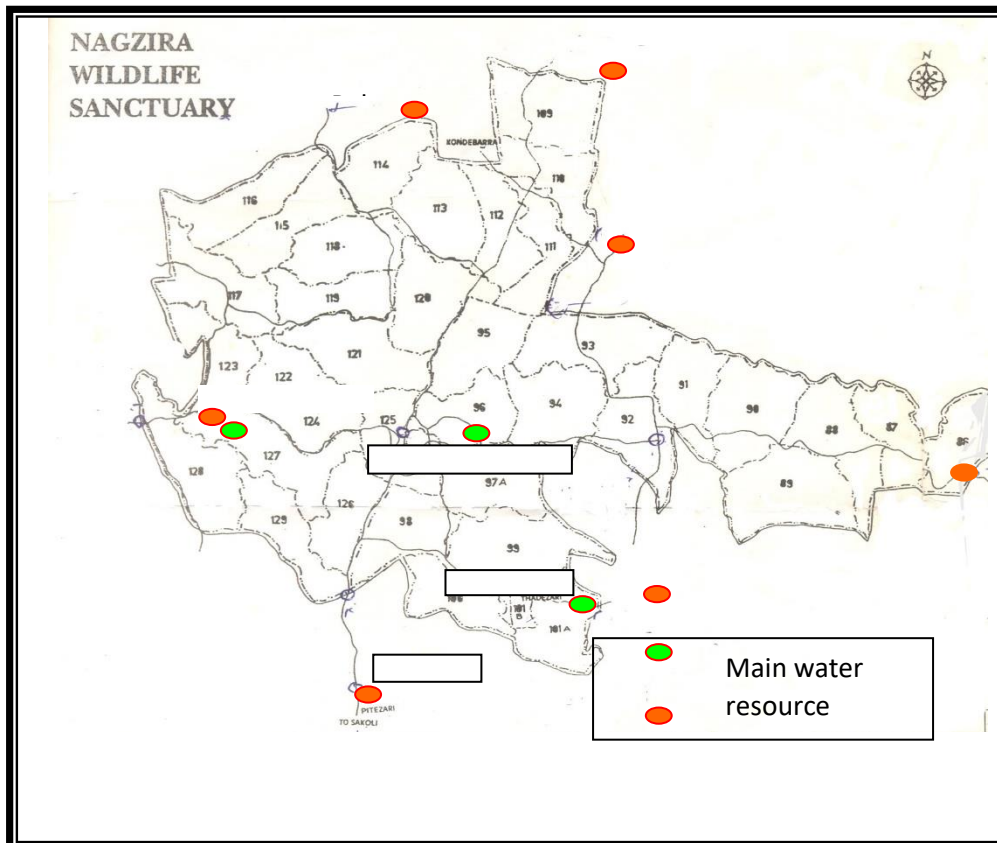 NAGZIRA
WILDLIFE
SANCTUARY
N
109
KONDEBARRA
114
110
116
113
112
115
118
111
117
119
120
95
93
123
121
122
91
90
96
94
88
87
124
125
92
86
127
128
97A
89
126
129
98
99
THADEZARI
101
B
101A
Main water
resource
PITEZARI
TO SAKOLI